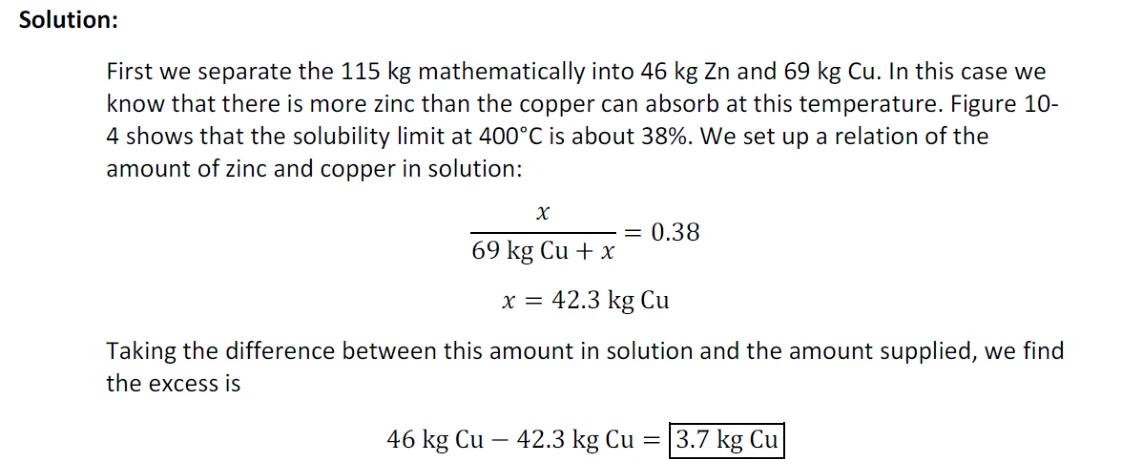 Solution:
First we separate the 115 kg mathematically into 46 kg Zn and 69 kg Cu. In this case we
know that there is more zinc than the copper can absorb at this temperature. Figure 10-
4 shows that the solubility limit at 400°C is about 38%. We set up a relation of the
amount of zinc and copper in solution:
x
69 kg Cu + x
= 0.38
x = 42.3 kg Cu
Taking the difference between this amount in solution and the amount supplied, we find
the excess is
46 kg Cu − 42.3 kg Cu = 3.7 kg Cu